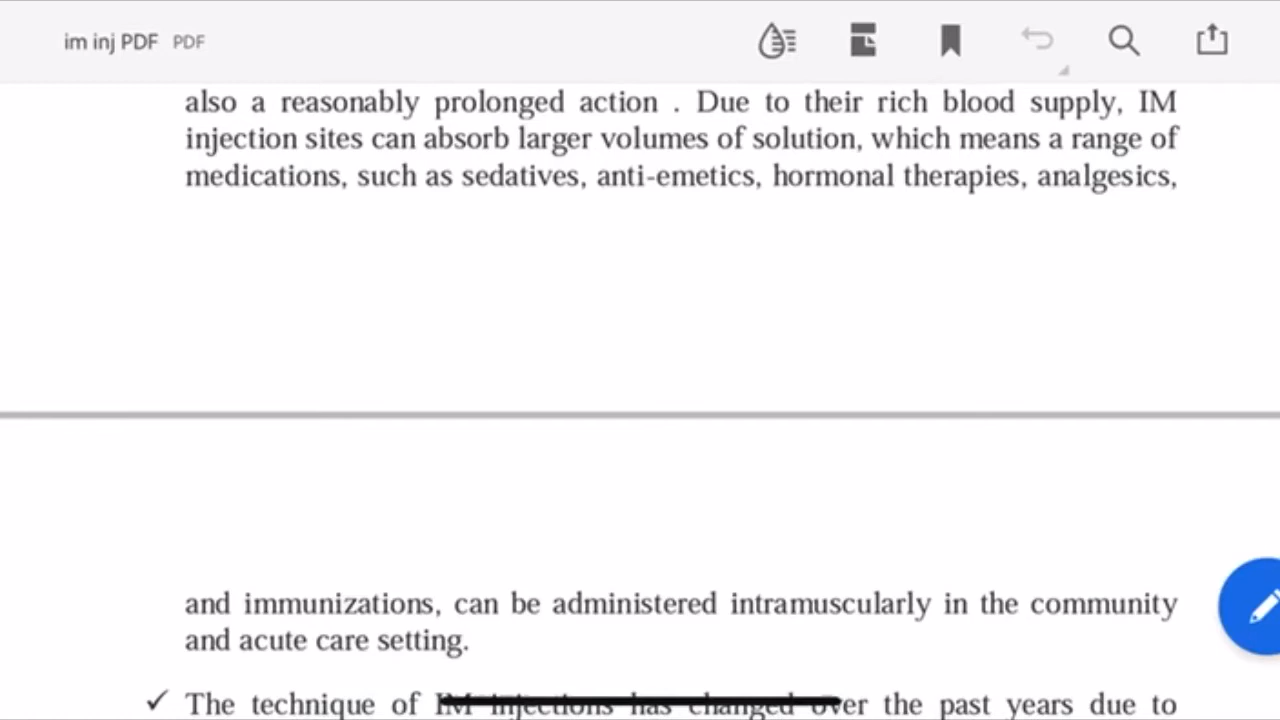 im inj PDF PDF
also a reasonably prolonged action . Due to their rich blood supply, IM
injection sites can absorb larger volumes of solution, which means a range of
medications, such as sedatives, anti-emetics, hormonal therapies, analgesics,
and immunizations, can be administered intramuscularly in the community
and acute care setting.
✓ The technique of IM injections has changed over the past years due to